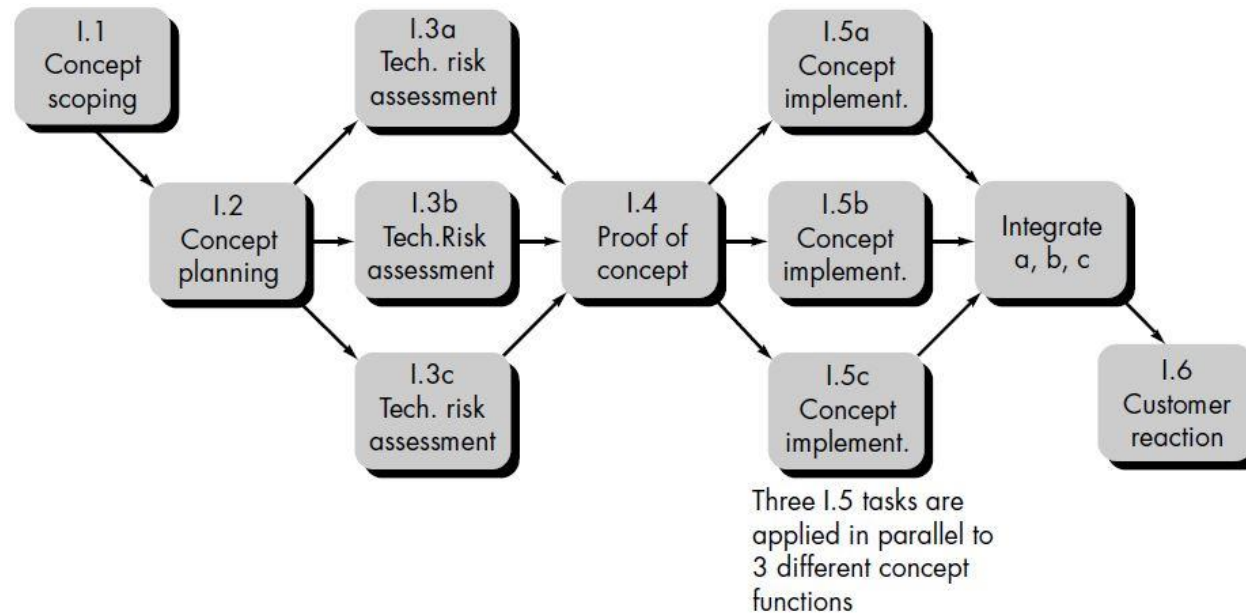 I.1
Concept
scoping
I.2
Concept
planning
I.3a
Tech. risk
assessment
I.3b
Tech.Risk
assessment
I.3c
Tech. risk
assessment
I.4
Proof of
concept
I.5a
Concept
implement.
I.5b
Concept
implement.
I.5c
Concept
implement.
Three I.5 tasks are
applied in parallel to
3 different concept
functions
Integrate
a, b, c
I.6
Customer
reaction